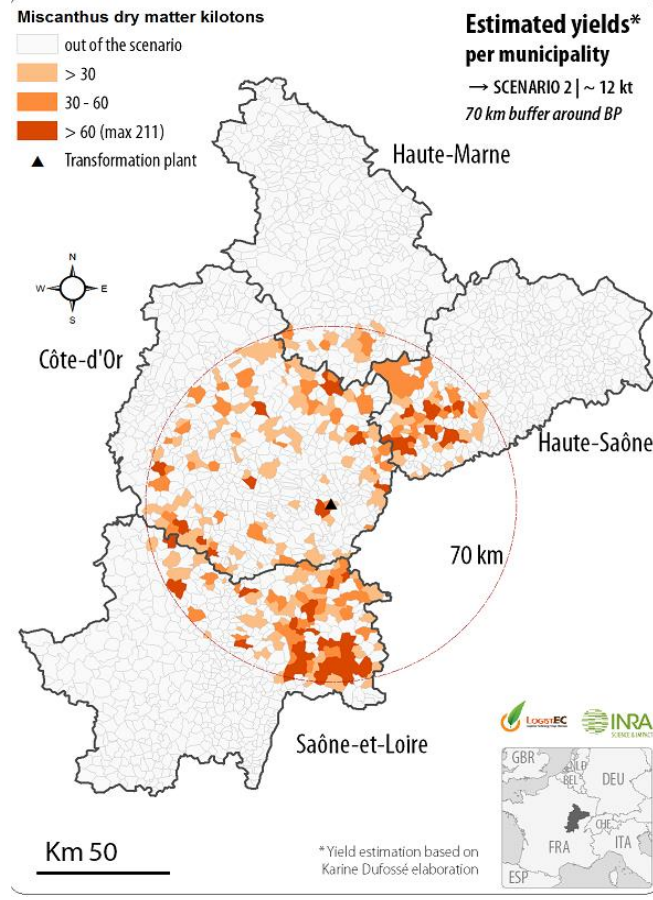 Miscanthus dry matter kilotons
out of the scenario
> 30
30 - 60
> 60 (max 211)
Transformation plant
Estimated yields*
per municipality
→ SCENARIO 2 | ~ 12 kt
70 km buffer around BP
Haute-Marne
N
W
E
S
Côte-d'Or
Haute-Saône
70 km
Saône-et-Loire
LOGISTEC
INRA
SCIENCE & IMPACT
GBR
BEL
DEU
CHE
FRA
ITA
ESP
Km 50
* Yield estimation based on
Karine Dufossé elaboration